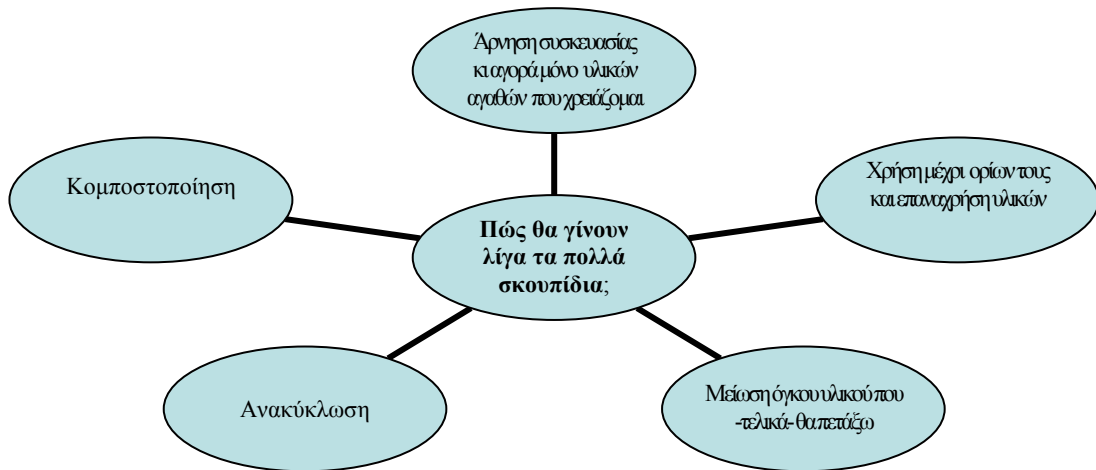 Άρνηση συσκευασίας
κι αγορά μόνο υλικών
αγαθών που χρειάζομαι
Κομποστοποίηση
Χρήση μέχρι ορίων τους
και επαναχρήση υλικών
Πώς θα γίνουν
λίγα τα πολλά
σκουπίδια;
Ανακύκλωση
Μείωση όγκου υλικού που
-τελικά- θα πετάξω